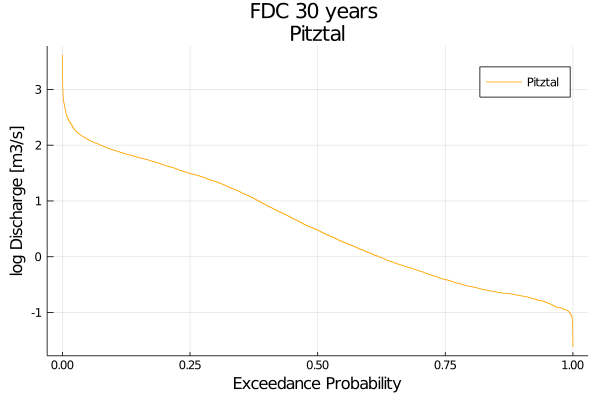 FDC 30 years
Pitztal
Pitztal
log Discharge [m3/s]
3
2
1
0
-1
0.00 0.25 0.50 0.75 1.00
Exceedance Probability